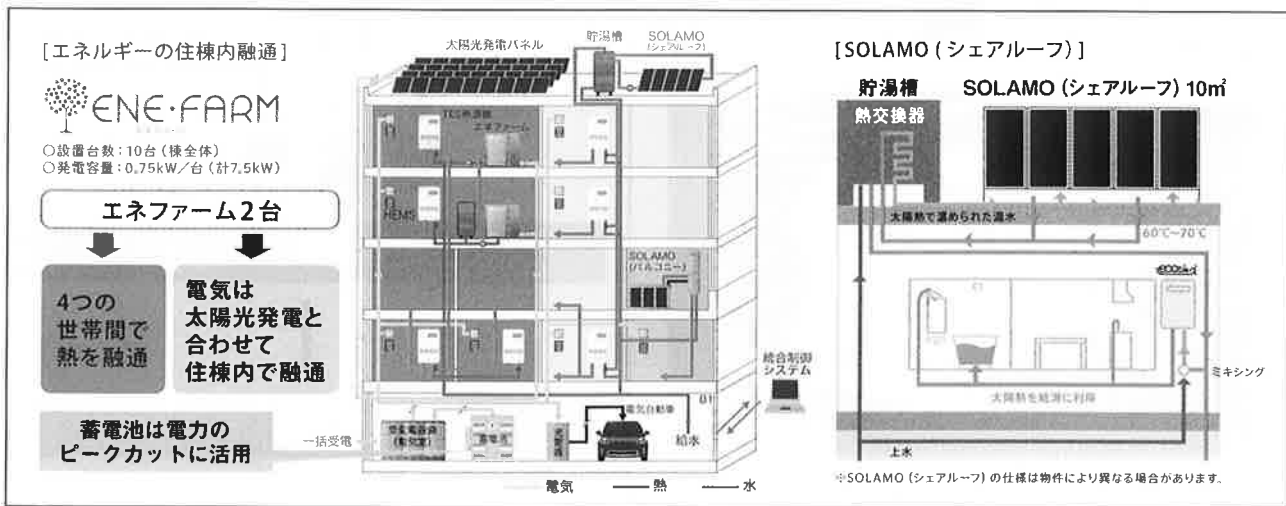 [エネルギーの住棟内融通]
ENE・FARM
○設置台数：10台（棟全体）
○発電容量：0.75kW／台（計7.5kW）
エネファーム2台
4つの
世帯間で
熱を融通
電気は
太陽光発電と
合わせて
住棟内で融通
蓄電池は電力の
ピークカットに活用
太陽光発電パネル
貯湯槽
SOLAMO
(シェアルーフ)
TES熱源機
エネファーム
HEMS
SOLAMO
(バルコニー)
統合制御
システム
電気自動車
一括受電
蓄電池
給水
電気
熱
水
[SOLAMO (シェアルーフ)]
貯湯槽
SOLAMO (シェアルーフ) 10㎡
熱交換器
太陽熱で温められた温水
60℃〜70℃
ミキシング
太陽熱を給湯に利用
上水
※SOLAMO (シェアルーフ) の仕様は物件により異なる場合があります。